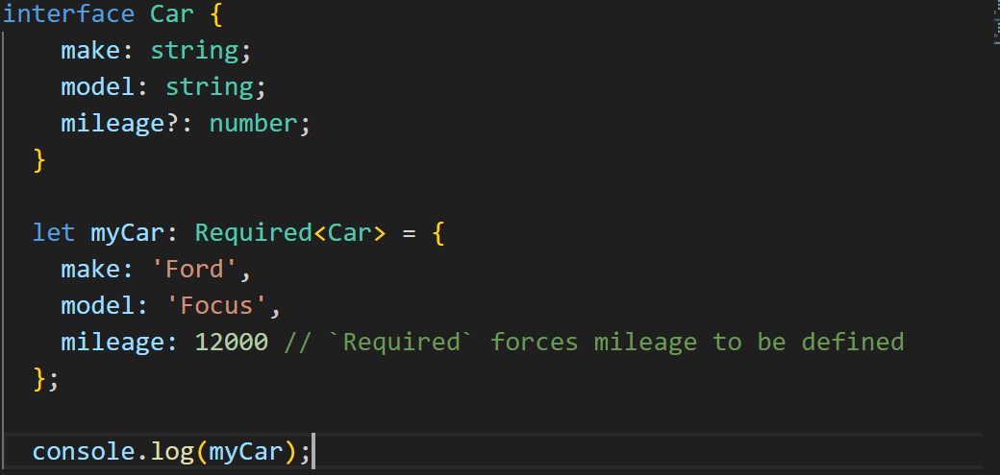 interface Car {
    make: string;
    model: string;
    mileage?: number;
  }

  let myCar: Required<Car> = {
    make: 'Ford',
    model: 'Focus',
    mileage: 12000 // `Required` forces mileage to be defined
  };

  console.log(myCar);